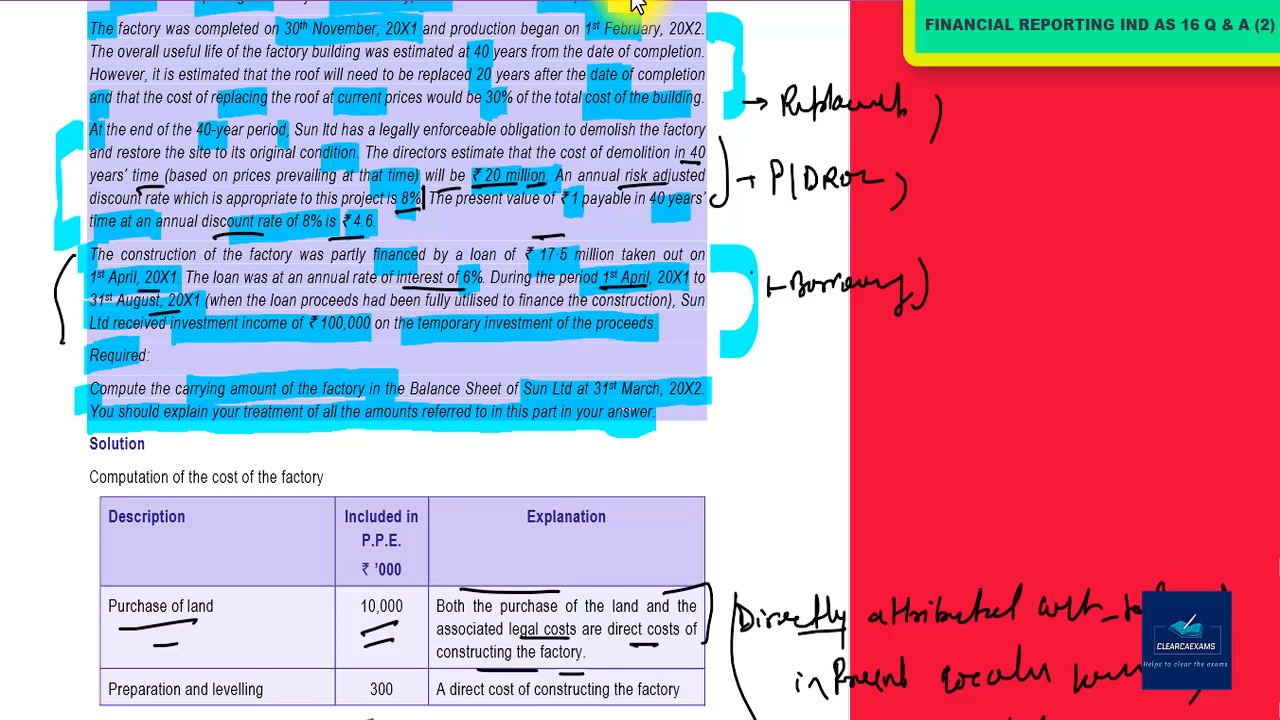 FINANCIAL REPORTING IND AS 16 Q & A (2)
The factory was completed on 30th November, 20X1 and production began on 1st February, 20X2.
The overall useful life of the factory building was estimated at 40 years from the date of completion.
However, it is estimated that the roof will need to be replaced 20 years after the date of completion
and that the cost of replacing the roof at current prices would be 30% of the total cost of the building.
At the end of the 40-year period, Sun ltd has a legally enforceable obligation to demolish the factory
and restore the site to its original condition. The directors estimate that the cost of demolition in 40
years' time (based on prices prevailing at that time) will be ₹ 20 million. An annual risk adjusted
discount rate which is appropriate to this project is 8%. The present value of ₹ 1 payable in 40 years'
time at an annual discount rate of 8% is ₹ 4.6.
The construction of the factory was partly financed by a loan of ₹ 17·5 million taken out on
1st April, 20X1. The loan was at an annual rate of interest of 6%. During the period 1st April, 20X1 to
31st August, 20X1 (when the loan proceeds had been fully utilised to finance the construction), Sun
Ltd received investment income of ₹ 100,000 on the temporary investment of the proceeds.
Required:
Compute the carrying amount of the factory in the Balance Sheet of Sun Ltd at 31st March, 20X2.
You should explain your treatment of all the amounts referred to in this part in your answer.
P/DROL
Borrowing
Solution
Computation of the cost of the factory
Description Included in P.P.E. ₹ '000 Explanation
Purchase of land 10,000 Both the purchase of the land and the
associated legal costs are direct costs of
constructing the factory.
Preparation and levelling 300 A direct cost of constructing the factory
Directly attributed cost
in Present
CLEARCAEXAMS
Helps to clear the exams